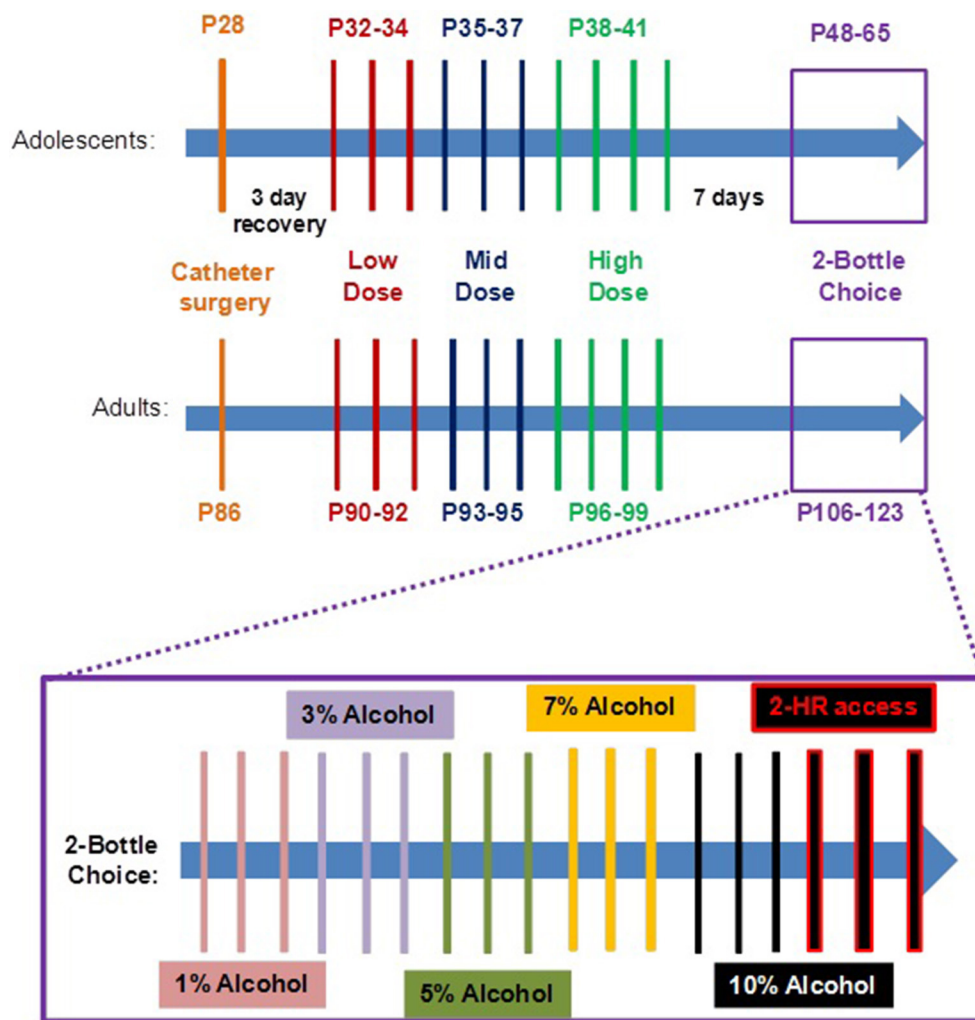 P28 P32-34 P35-37 P38-41 P48-65
Adolescents:
3 day
recovery
7 days
Catheter
surgery
Low
Dose
Mid
Dose
High
Dose
2-Bottle
Choice
Adults:
P86 P90-92 P93-95 P96-99 P106-123
3% Alcohol 7% Alcohol 2-HR access
2-Bottle
Choice:
1% Alcohol 5% Alcohol 10% Alcohol